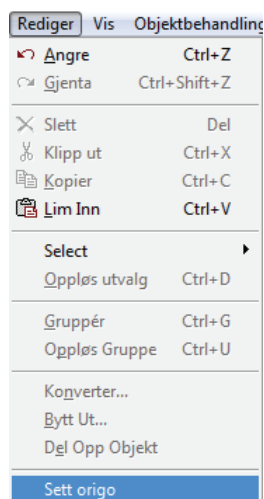 Rediger Vis Objektbehandling
Angre Ctrl+Z
Gjenta Ctrl+Shift+Z
Slett Del
Klipp ut Ctrl+X
Kopier Ctrl+C
Lim Inn Ctrl+V
Select
Oppløs utvalg Ctrl+D
Gruppér Ctrl+G
Oppløs Gruppe Ctrl+U
Konverter...
Bytt Ut...
Del Opp Objekt
Sett origo